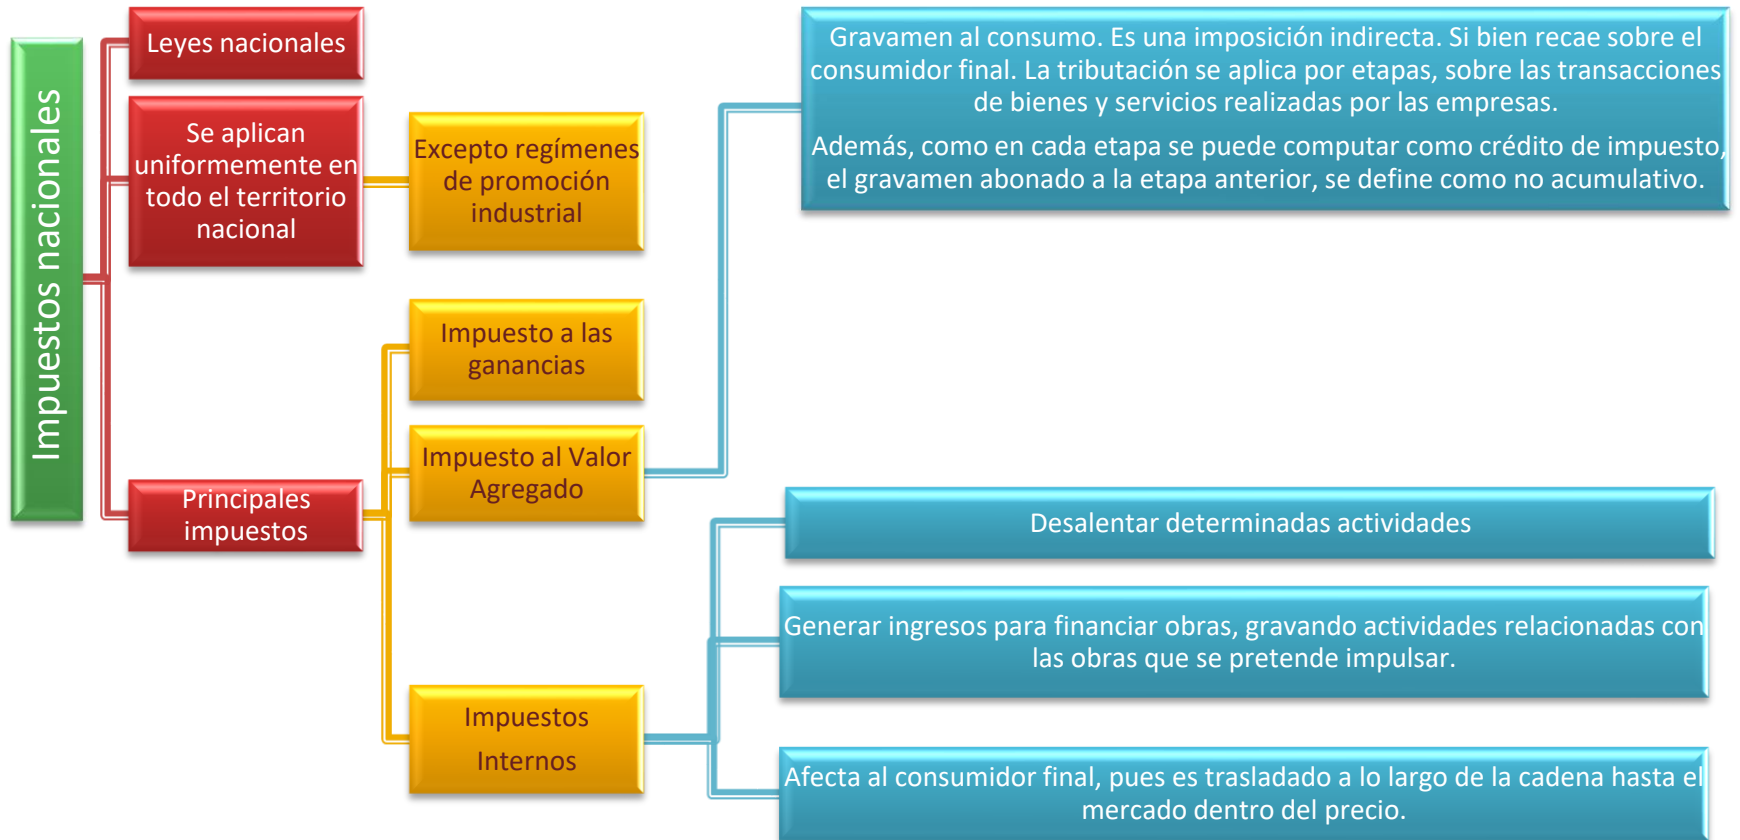 Impuestos nacionales
Leyes nacionales
Se aplican
uniformemente en
todo el territorio
nacional
Excepto regímenes
de promoción
industrial
Principales
impuestos
Impuesto a las
ganancias
Impuesto al Valor
Agregado
Gravamen al consumo. Es una imposición indirecta. Si bien recae sobre el
consumidor final. La tributación se aplica por etapas, sobre las transacciones
de bienes y servicios realizadas por las empresas.
Además, como en cada etapa se puede computar como crédito de impuesto,
el gravamen abonado a la etapa anterior, se define como no acumulativo.
Impuestos
Internos
Desalentar determinadas actividades
Generar ingresos para financiar obras, gravando actividades relacionadas con
las obras que se pretende impulsar.
Afecta al consumidor final, pues es trasladado a lo largo de la cadena hasta el
mercado dentro del precio.